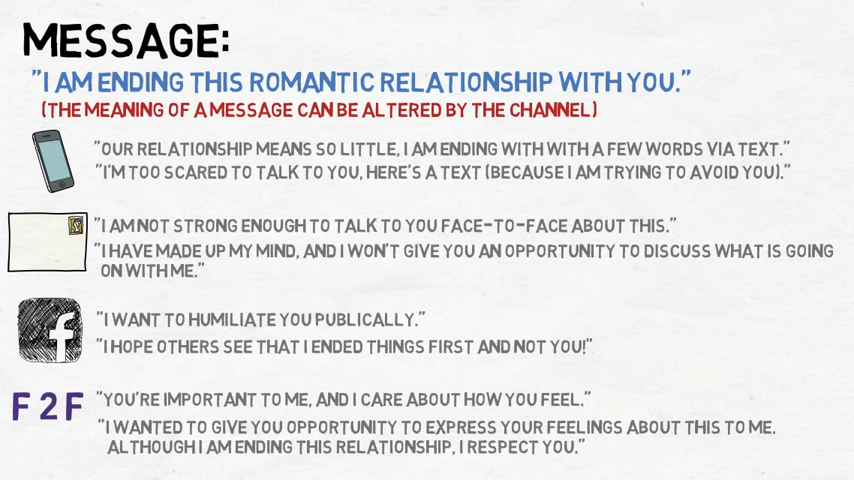 MESSAGE:
"I AM ENDING THIS ROMANTIC RELATIONSHIP WITH YOU."
(THE MEANING OF A MESSAGE CAN BE ALTERED BY THE CHANNEL)
"OUR RELATIONSHIP MEANS SO LITTLE, I AM ENDING WITH WITH A FEW WORDS VIA TEXT."
"I'M TOO SCARED TO TALK TO YOU, HERE'S A TEXT (BECAUSE I AM TRYING TO AVOID YOU)."
"I AM NOT STRONG ENOUGH TO TALK TO YOU FACE-TO-FACE ABOUT THIS."
"I HAVE MADE UP MY MIND, AND I WON'T GIVE YOU AN OPPORTUNITY TO DISCUSS WHAT IS GOING
ON WITH ME."
f
"I WANT TO HUMILIATE YOU PUBLICALLY."
"I HOPE OTHERS SEE THAT I ENDED THINGS FIRST AND NOT YOU!"
F2F
"YOU'RE IMPORTANT TO ME, AND I CARE ABOUT HOW YOU FEEL."
"I WANTED TO GIVE YOU OPPORTUNITY TO EXPRESS YOUR FEELINGS ABOUT THIS TO ME.
ALTHOUGH I AM ENDING THIS RELATIONSHIP, I RESPECT YOU."